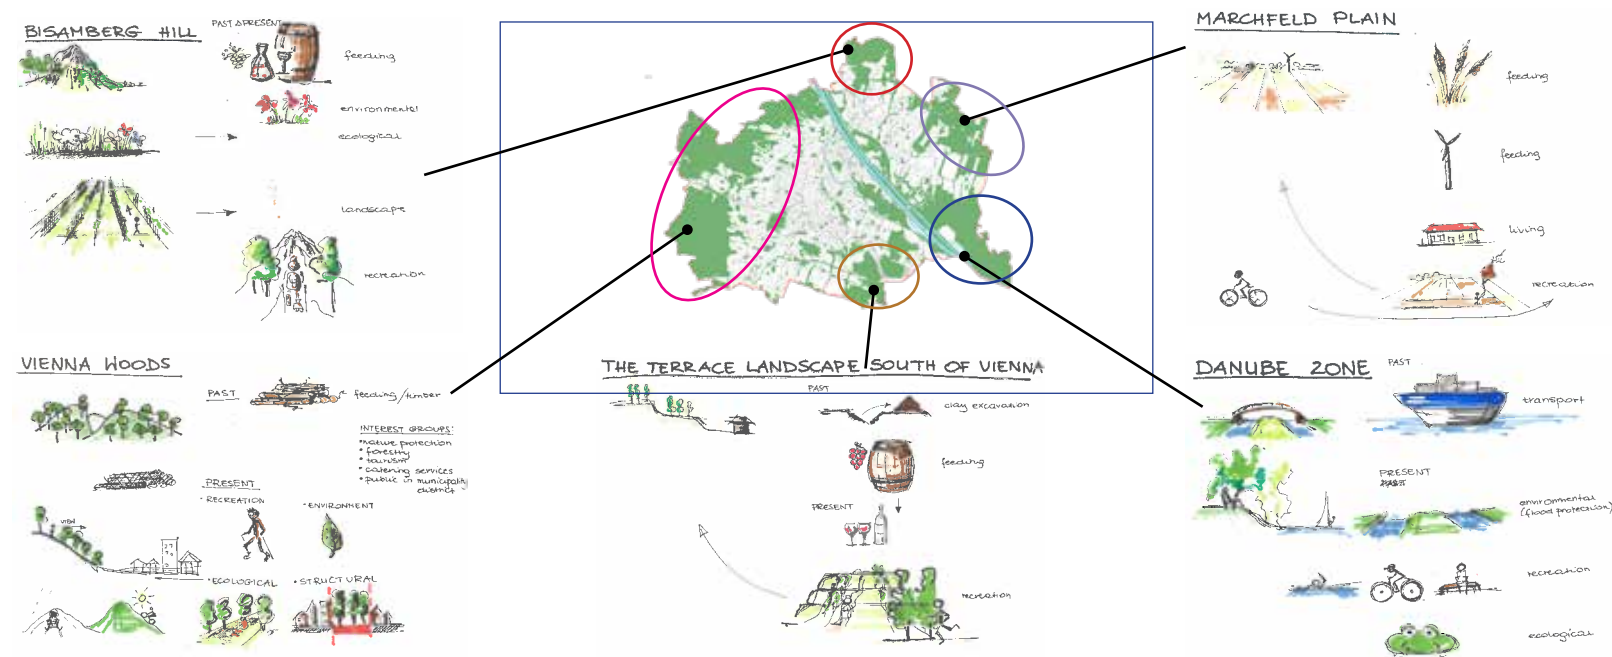 BISAMBERG HILL
PAST & PRESENT
feeding
environmental
ecological
landscape
recreation
MARCHFELD PLAIN
feeding
feeding
living
recreation
VIENNA WOODS
PAST
feeding/timber
INTEREST GROUPS:
• nature protection
• forestry
• tourism
• catering services
• public in municipality
district
PRESENT
• RECREATION
• ENVIRONMENT
VIEW
• ECOLOGICAL
• STRUCTURAL
THE TERRACE LANDSCAPE SOUTH OF VIENNA
PAST
clay excavation
feeding
PRESENT
recreation
DANUBE ZONE
PAST
transport
PRESENT
PAST
environmental
(flood protection)
recreation
ecological